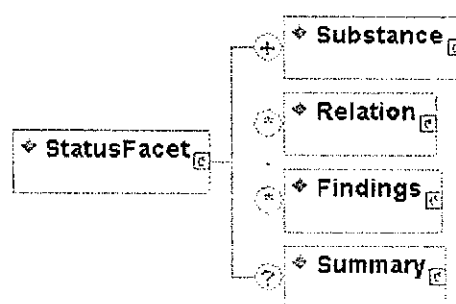 + Substance
* Relation
StatusFacet
* Findings
? Summary